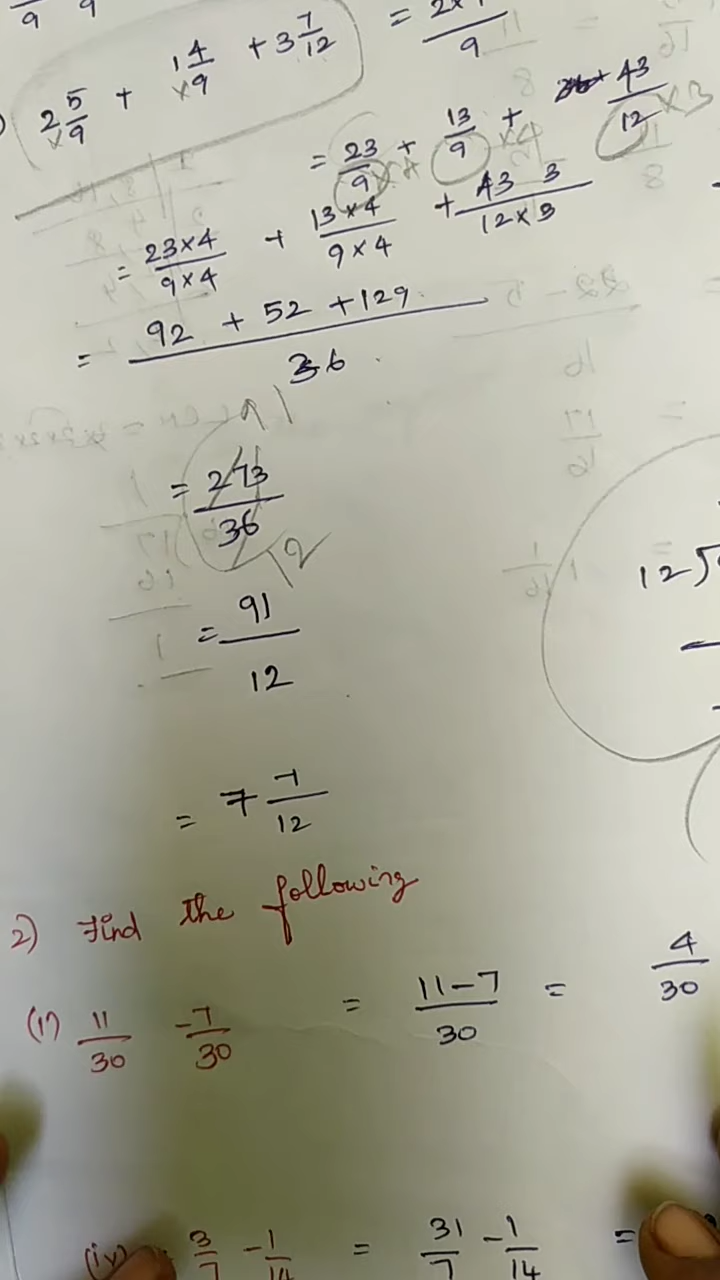 2 5/9 + 1 4/9 + 3 7/12
= 23/9 + 13/9 + 43/12
= 23×4/9×4 + 13×4/9×4 + 43 3/12×3
= 92 + 52 + 129/36
= 273/36
91
12
= 91/12
= 7 7/12
12
2) Find the following
(i) 11/30 - 7/30 = 11-7/30 = 4/30
(iv) 3/7 - 1/14 = 31/7 - 1/14 =